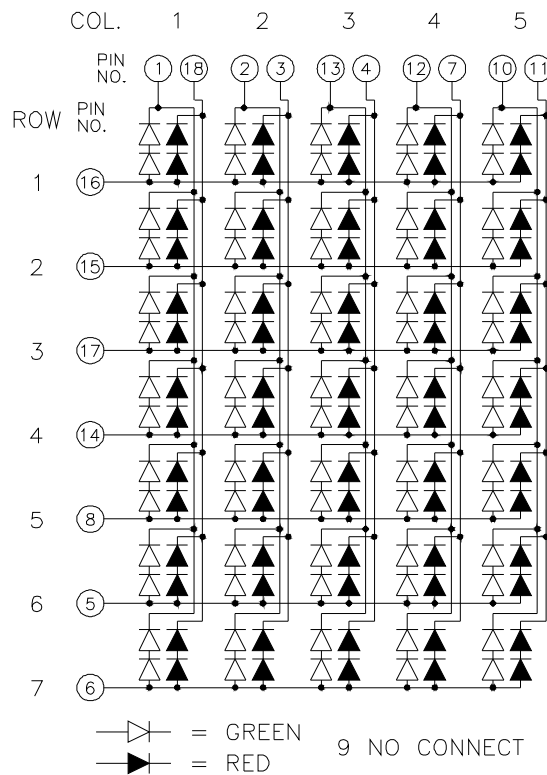 COL. 1 2 3 4 5
PIN NO. 1 18 2 3 13 4 12 7 10 11
ROW PIN NO.
1 16
2 15
3 17
4 14
5 8
6 5
7 6
= GREEN
= RED
9 NO CONNECT